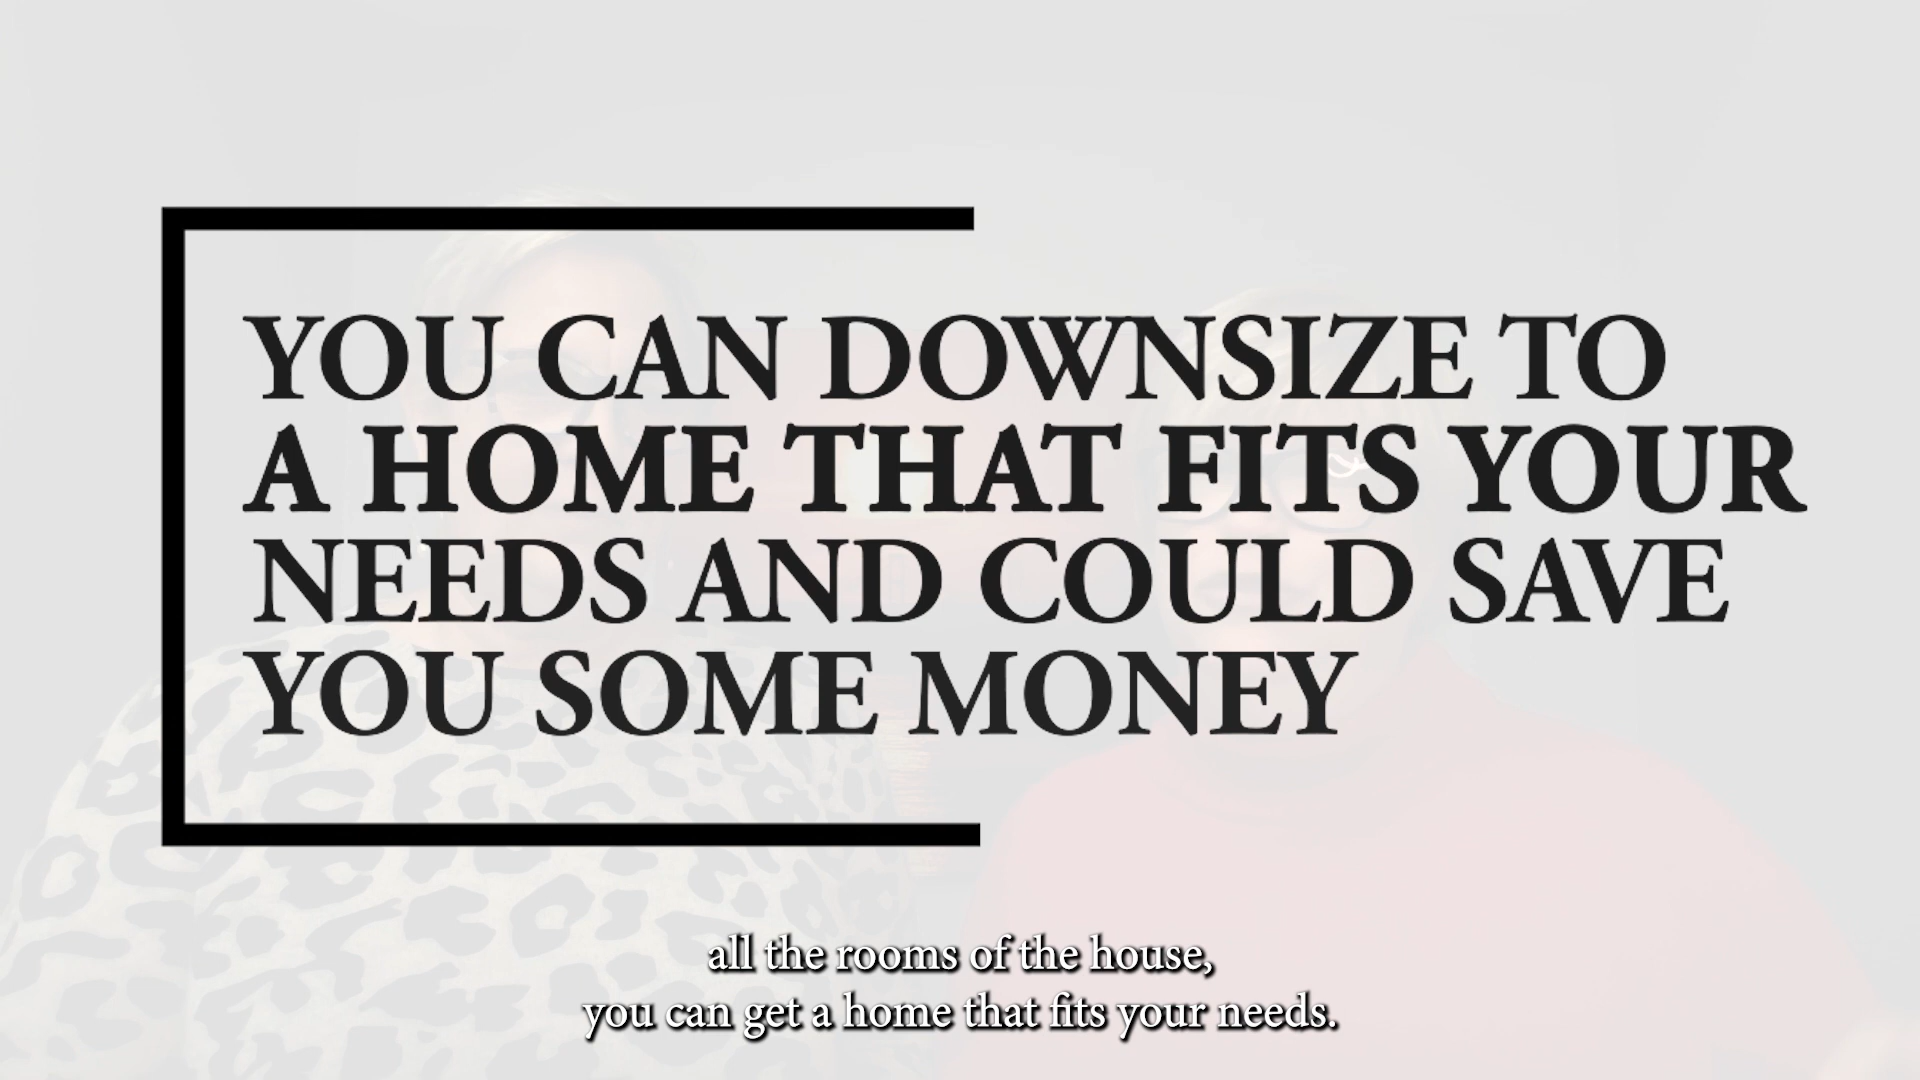 YOU CAN DOWNSIZE TO
A HOME THAT FITS YOUR
NEEDS AND COULD SAVE
YOU SOME MONEY
all the rooms of the house,
you can get a home that fits your needs.